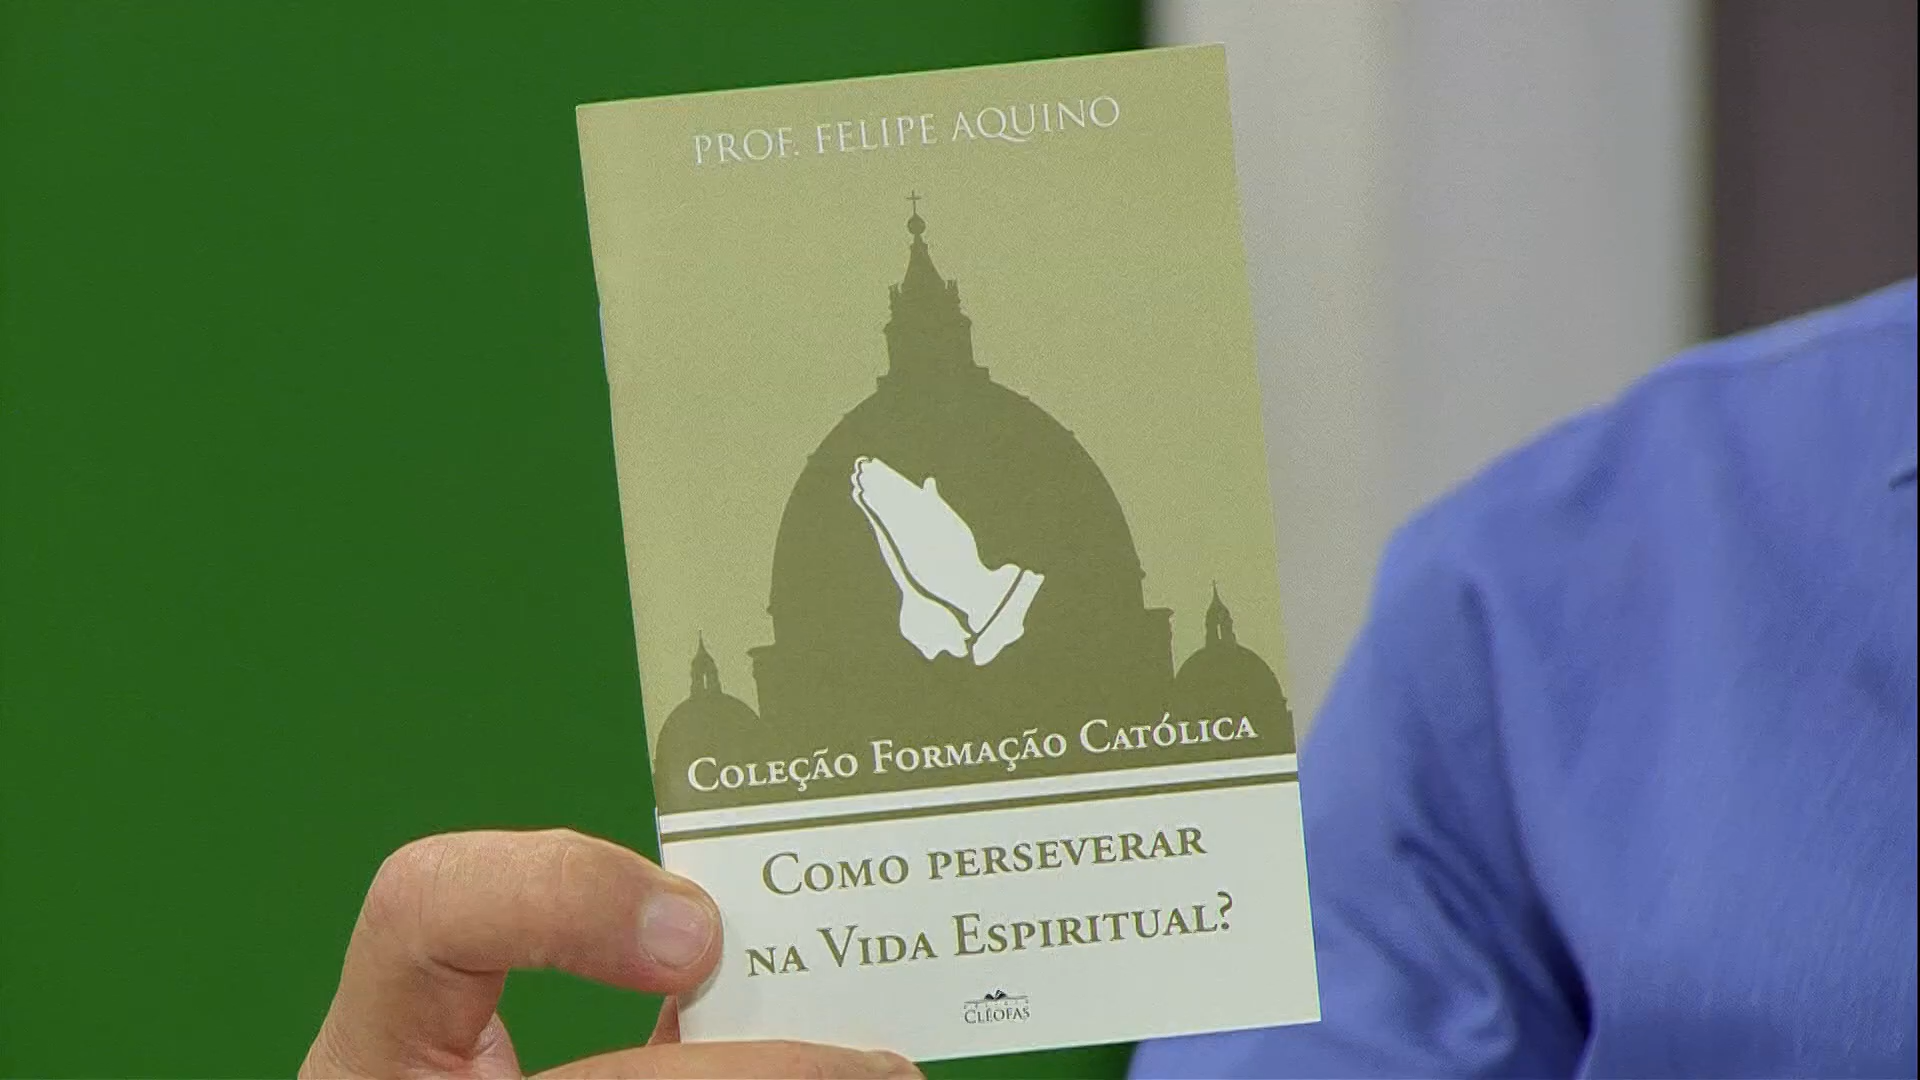 PROF. FELIPE AQUINO
COLEÇÃO FORMAÇÃO CATÓLICA
COMO PERSEVERAR
NA VIDA ESPIRITUAL?
CLÉOFAS